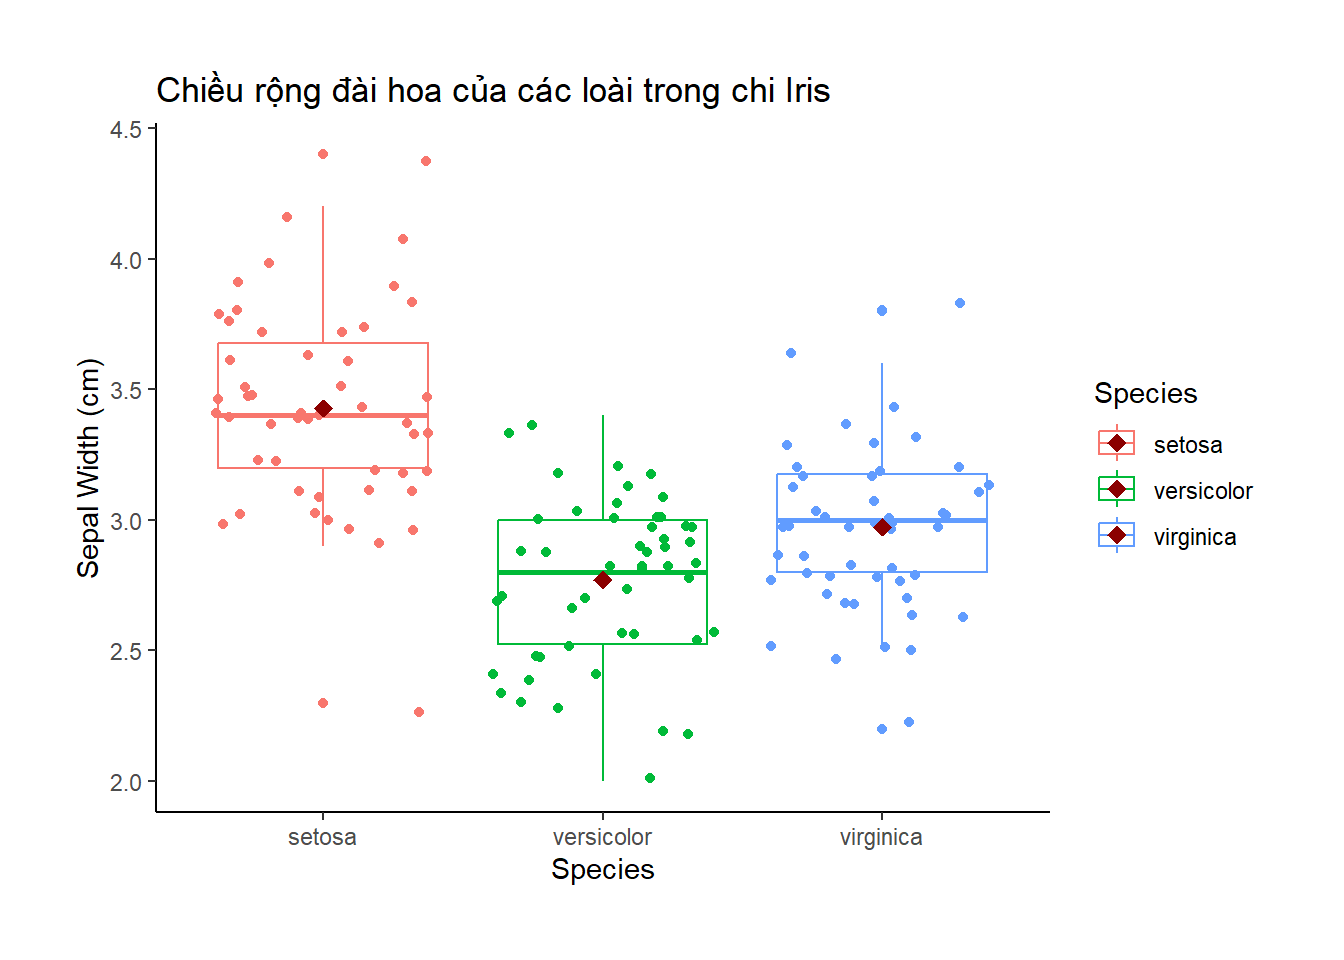 Chiều rộng đài hoa của các loài trong chi Iris
Sepal Width (cm)
4.5
4.0
3.5
3.0
2.5
2.0
setosa
versicolor
virginica
Species
Species
setosa
versicolor
virginica